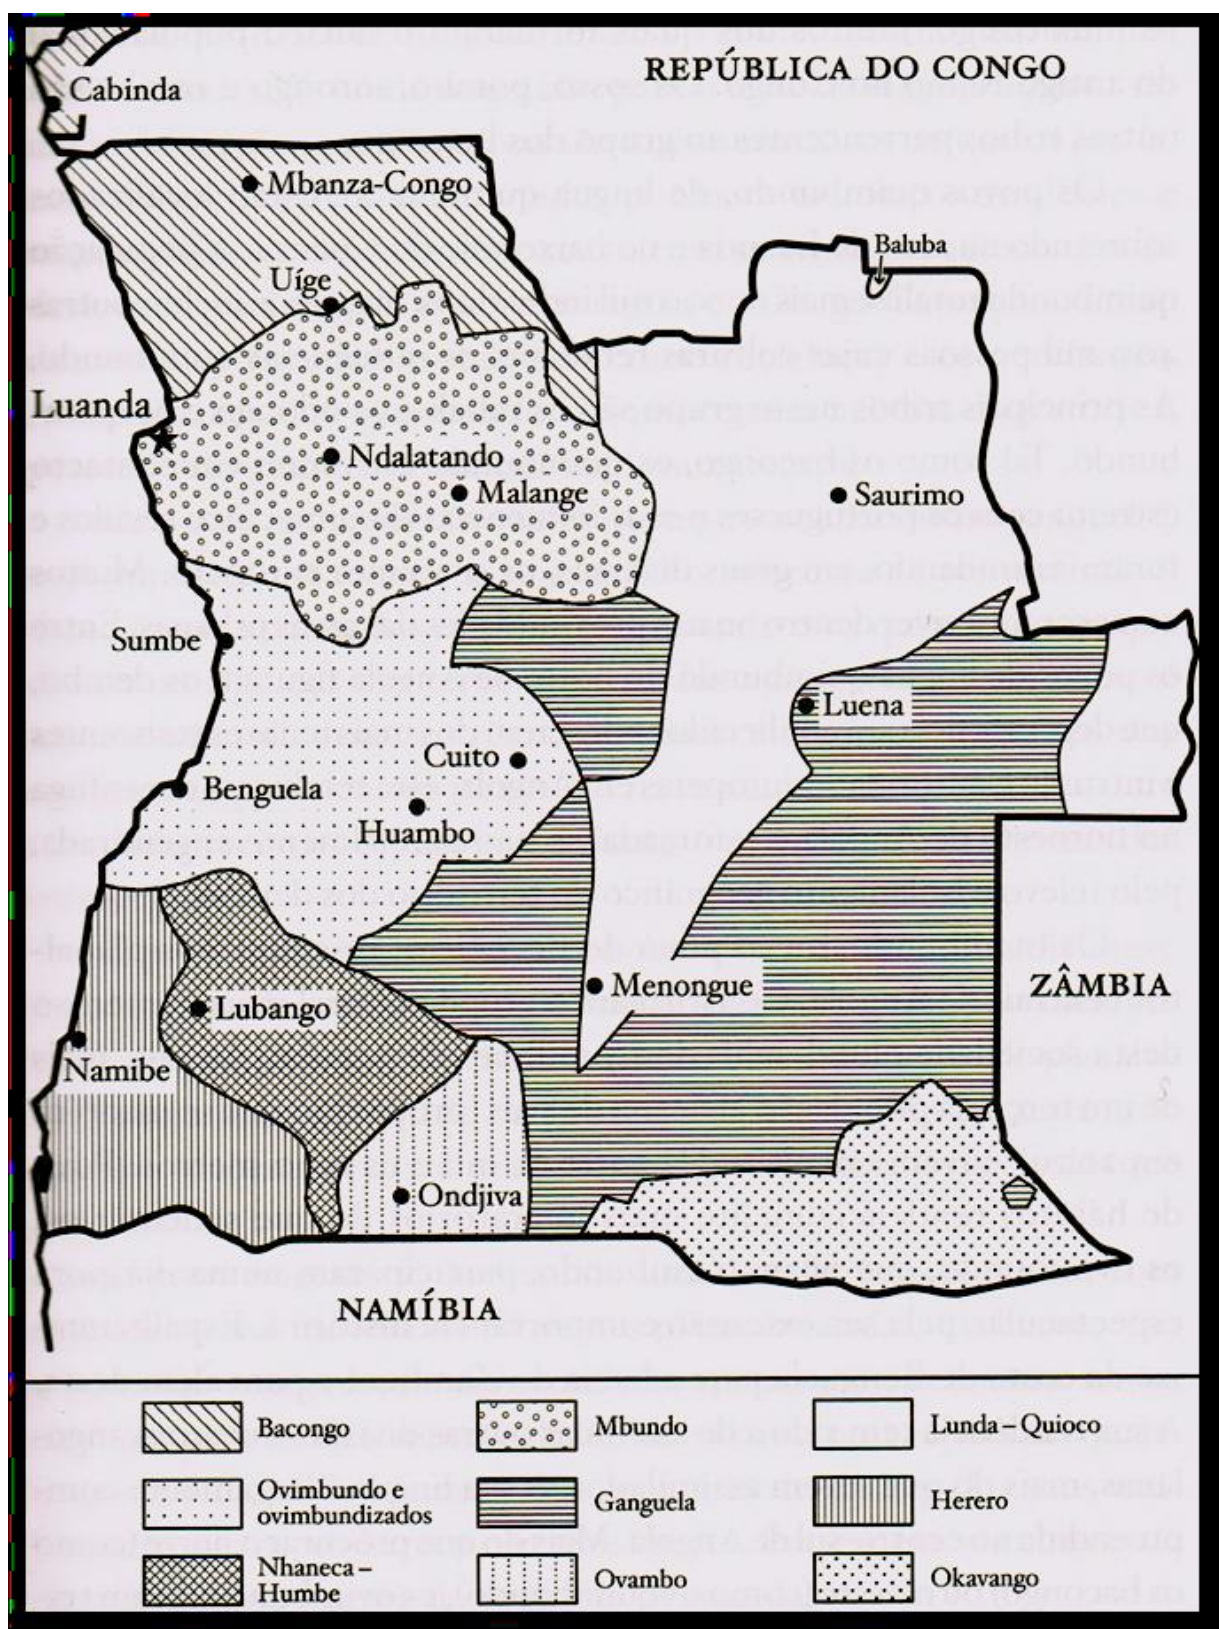 REPÚBLICA DO CONGO
Cabinda
Mbanza-Congo
Baluba
Uíge
Luanda
Ndalatando
Malange
Saurimo
Sumbe
Luena
Cuito
Benguela
Huambo
Menongue
ZÂMBIA
Lubango
Namibe
Ondjiva
NAMÍBIA
Bacongo
Mbundo
Lunda - Quioco
Ovimbundo e
ovimbundizados
Ganguela
Herero
Nhaneca –
Humbe
Ovambo
Okavango